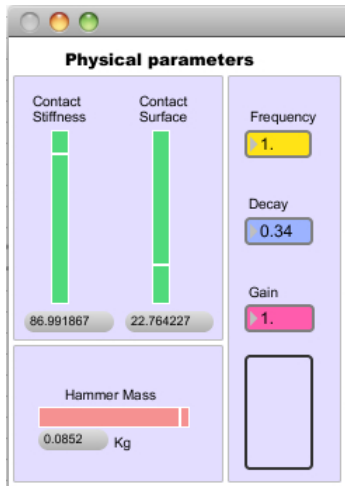 Physical parameters
Contact
Stiffness
Contact
Surface
86.991867
22.764227
Hammer Mass
0.0852
Kg
Frequency
1.
Decay
0.34
Gain
1.